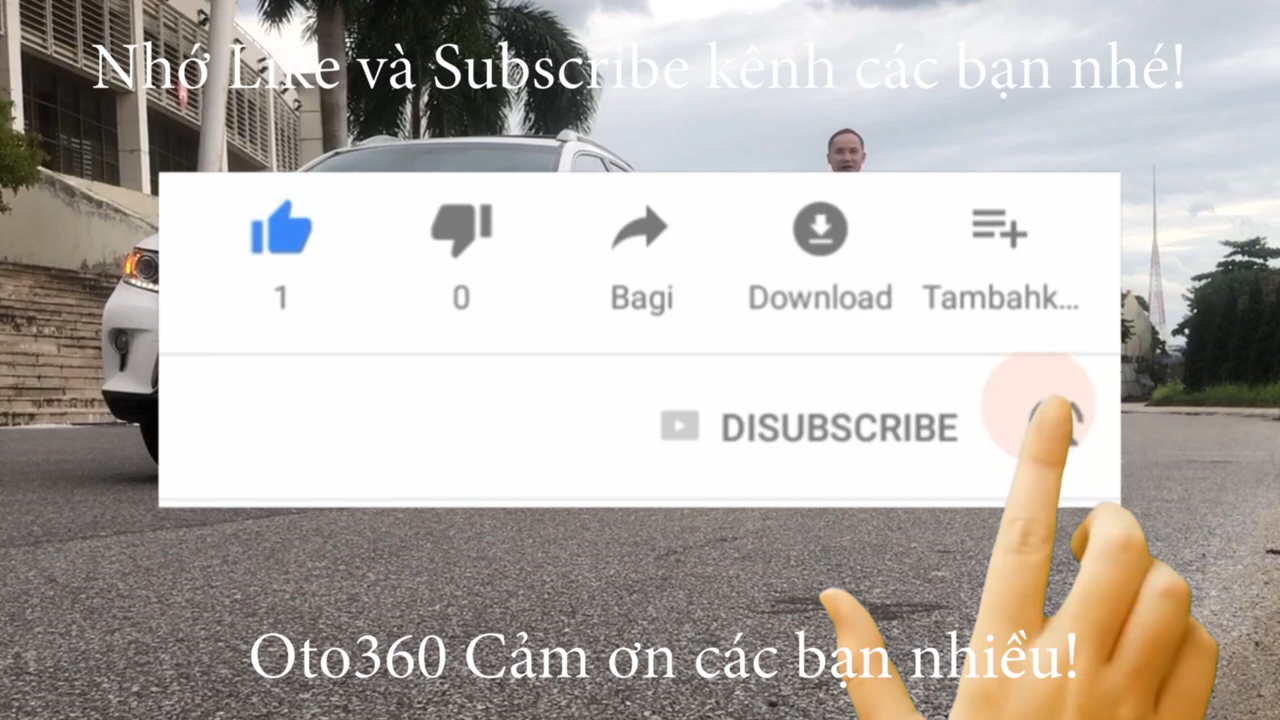 Nhớ Like và Subscribe kênh các bạn nhé!
1 0 Bagi Download Tambahk...
DISUBSCRIBE
Oto360 Cảm ơn các bạn nhiều!